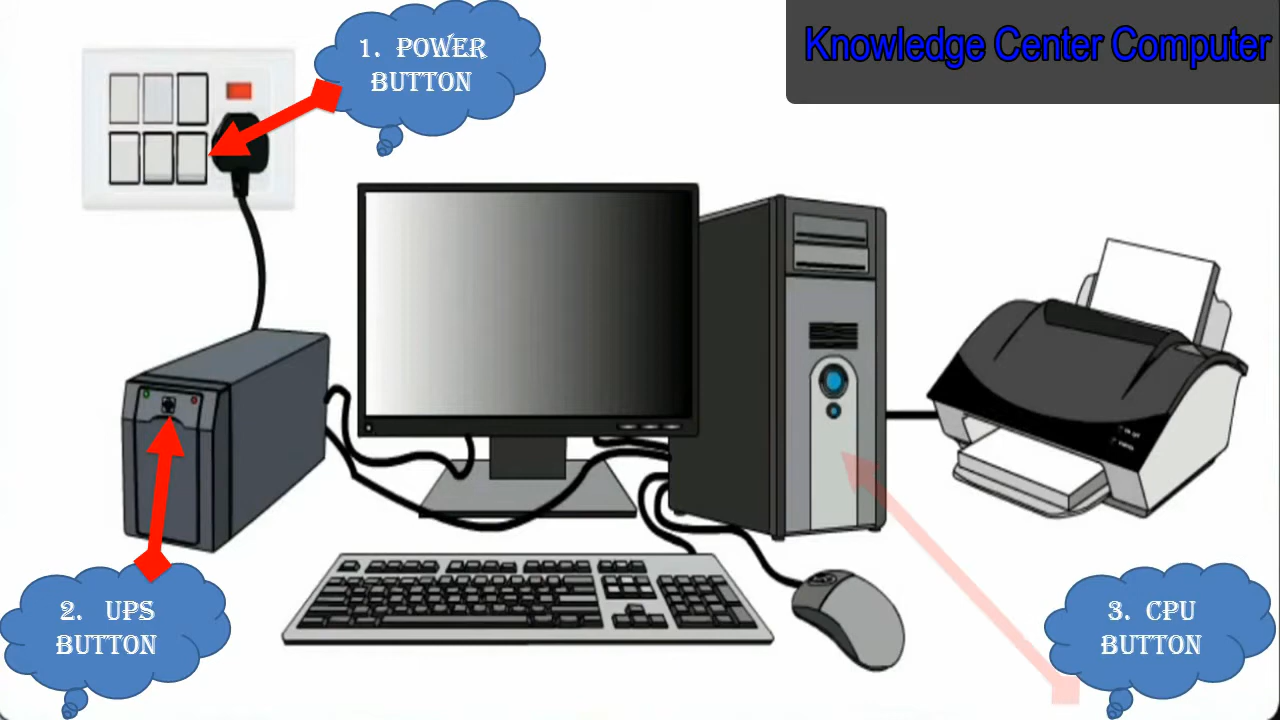 1. POWER
BUTTON
Knowledge Center Computer
2. UPS
BUTTON
3. CPU
BUTTON